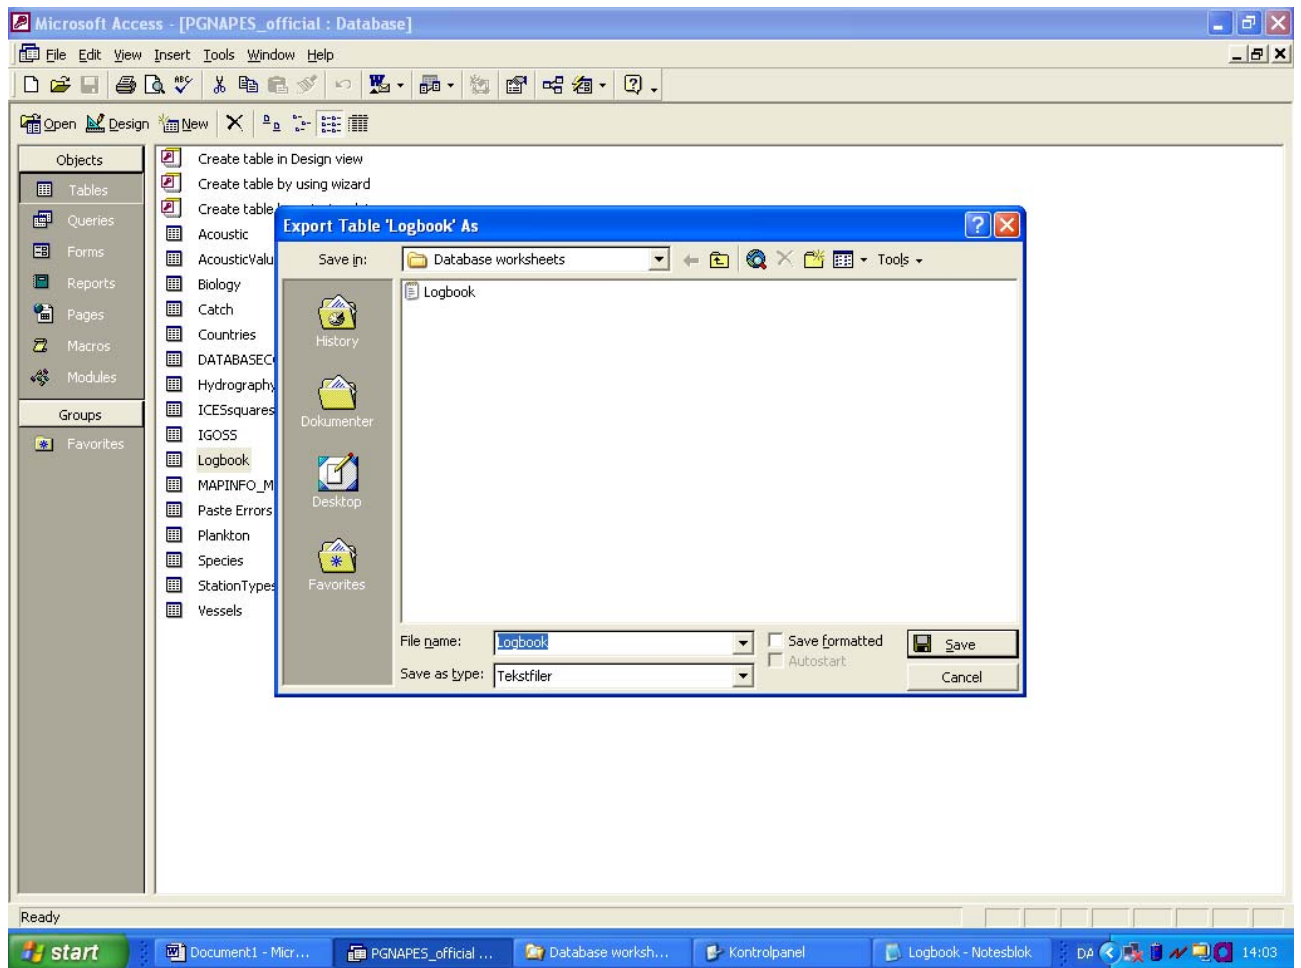 Microsoft Access - [PGNAPES_official : Database]
File Edit View Insert Tools Window Help
Open Design New
Objects
Tables
Queries
Forms
Reports
Pages
Macros
Modules
Groups
Favorites
Create table in Design view
Create table by using wizard
Create table
Acoustic
AcousticValu
Biology
Catch
Countries
DATABASEC
Hydrography
ICESsquares
IGOSS
Logbook
MAPINFO_M
Paste Errors
Plankton
Species
StationTypes
Vessels
Export Table 'Logbook' As
Save in: Database worksheets Tools
History
Dokumenter
Desktop
Favorites
Logbook
File name: Logbook
Save as type: Tekstfiler
Save formatted
Autostart
Save
Cancel
Ready
start Document1 - Micr... PGNAPES_official ... Database worksh... Kontrolpanel Logbook - Notesblok DA 14:03